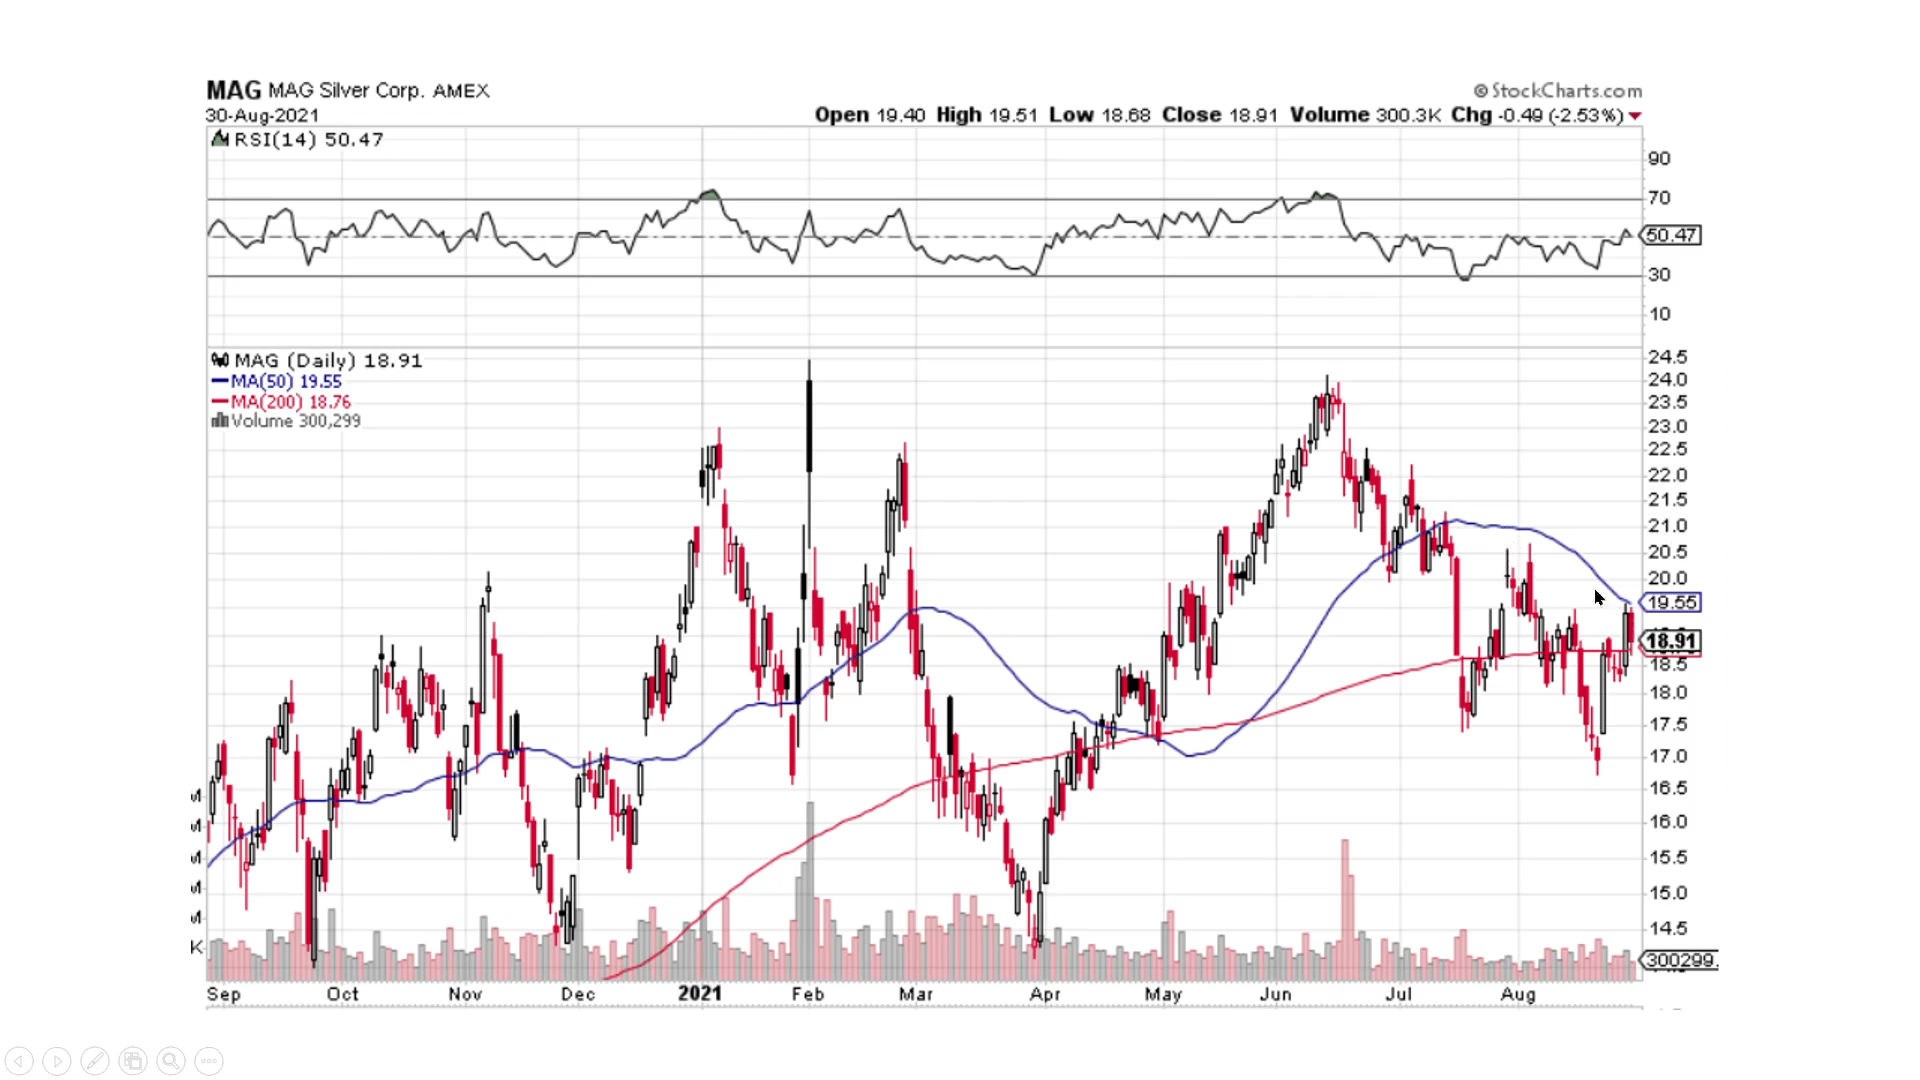 MAG MAG Silver Corp. AMEX
© StockCharts.com
30-Aug-2021
Open 19.40 High 19.51 Low 18.68 Close 18.91 Volume 300.3K Chg -0.49 (-2.53%)
RSI(14) 50.47
90
70
50.47
30
10
MAG (Daily) 18.91
MA(50) 19.55
MA(200) 18.76
Volume 300,299
24.5
24.0
23.5
23.0
22.5
22.0
21.5
21.0
20.5
20.0
19.55
18.91
18.5
18.0
17.5
17.0
16.5
16.0
15.5
15.0
14.5
300299.
M
M
M
M
M
K
Sep Oct Nov Dec 2021 Feb Mar Apr May Jun Jul Aug